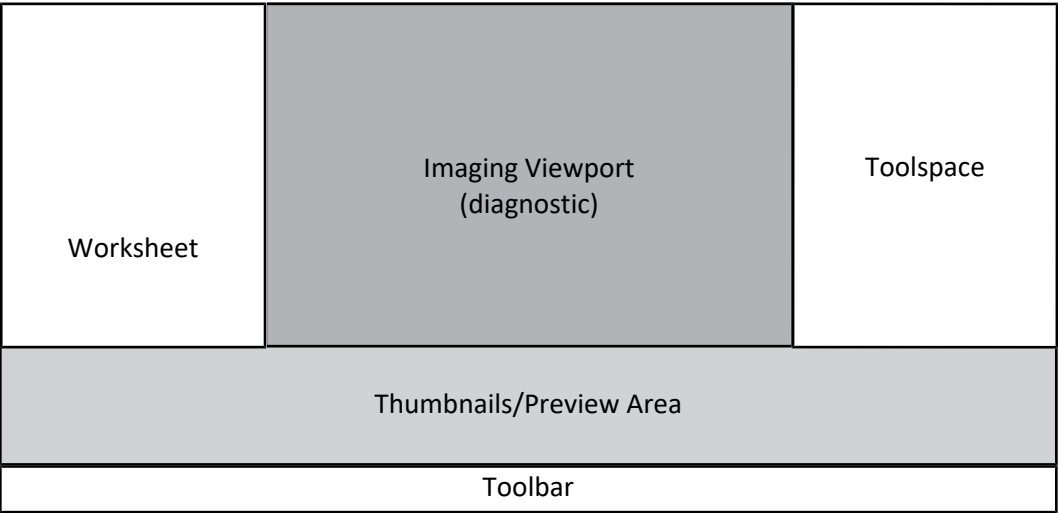 Worksheet
Imaging Viewport
(diagnostic)
Toolspace
Thumbnails/Preview Area
Toolbar